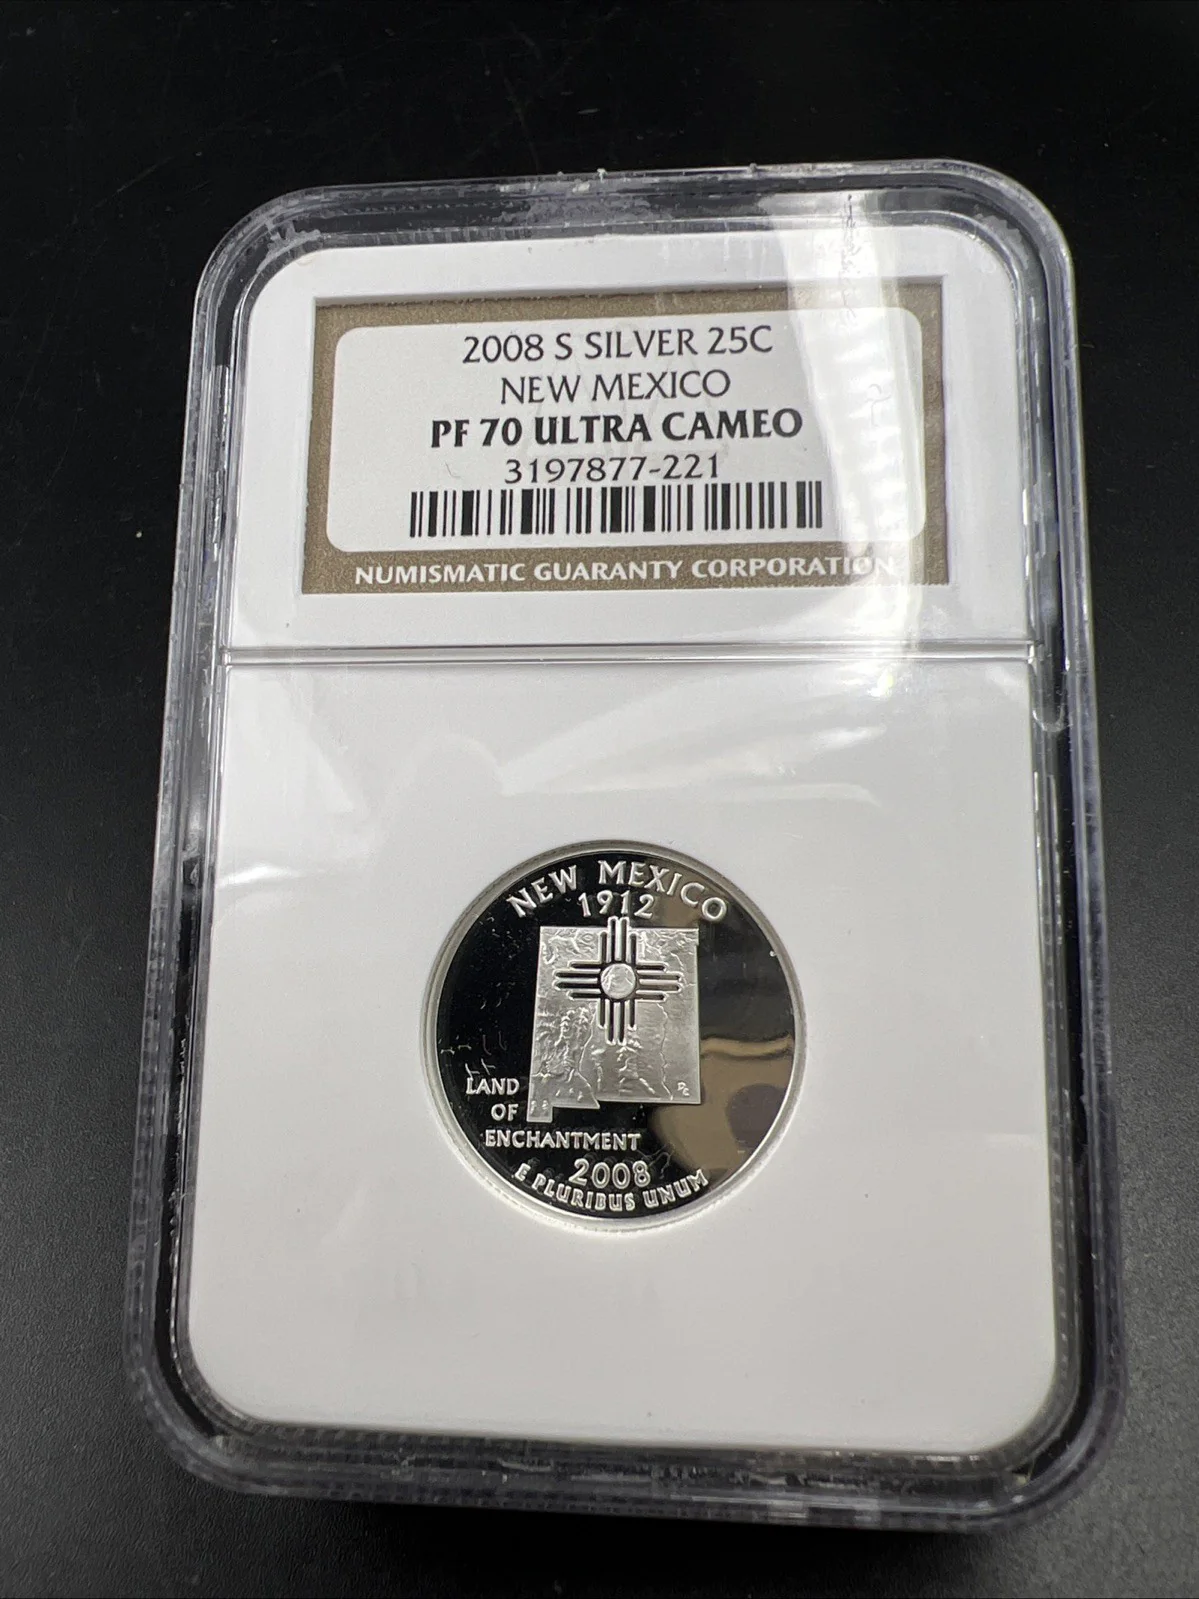 2008 S SILVER 25C
NEW MEXICO
PF 70 ULTRA CAMEO
3197877-221
NUMISMATIC GUARANTY CORPORATION
NEW MEXICO
1912
DC
LAND
OF
ENCHANTMENT
2008
E PLURIBUS UNUM